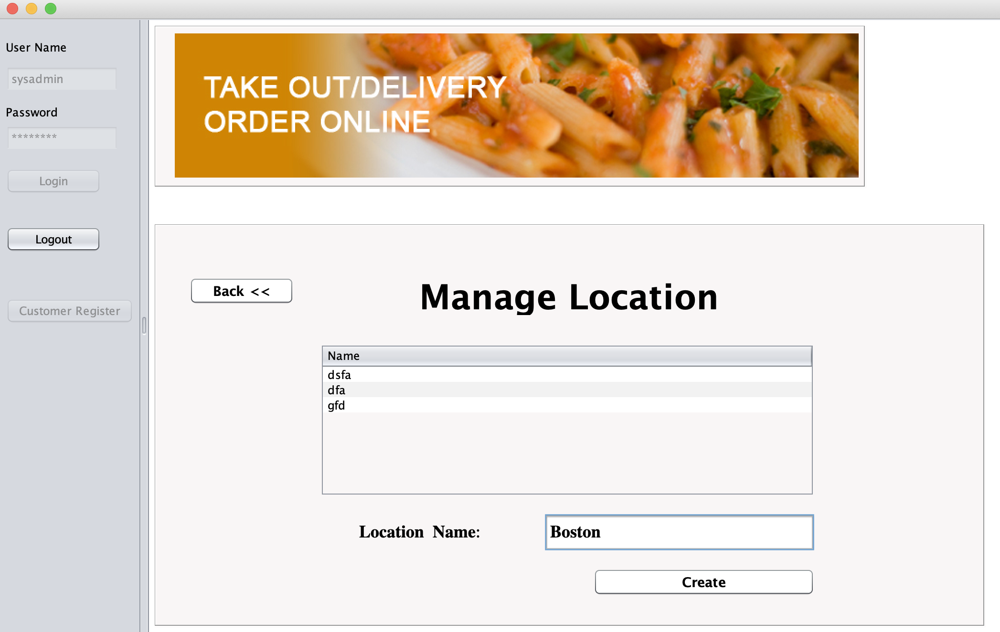 User Name
sysadmin
Password
********
Login
Logout
Customer Register
TAKE OUT/DELIVERY
ORDER ONLINE
Back <<
Manage Location
Name
dsfa
dfa
gfd
Location Name:
Boston
Create